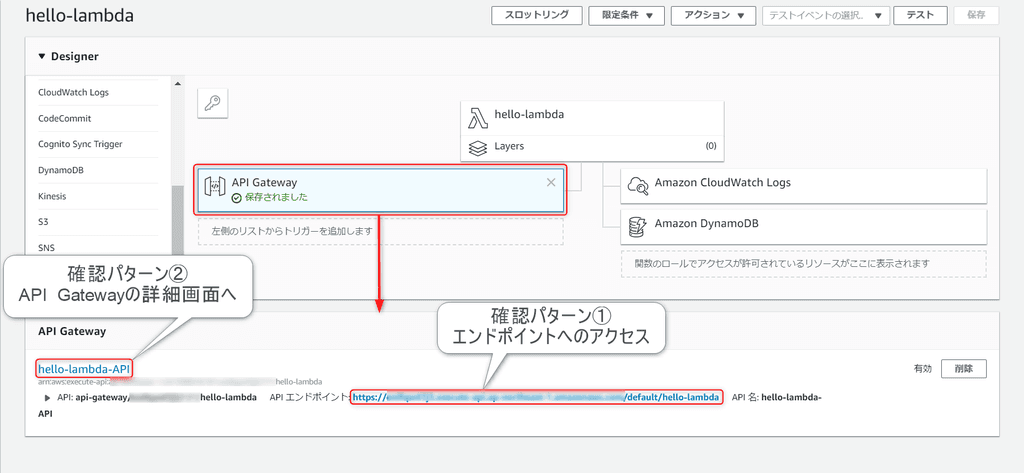 hello-lambda
スロットリング
限定条件 ▼
アクション ▼
テストイベントの選択.. ▼
テスト
保存
▼ Designer
CloudWatch Logs
CodeCommit
Cognito Sync Trigger
DynamoDB
Kinesis
S3
SNS
hello-lambda
Layers (0)
API Gateway
保存されました
左側のリストからトリガーを追加します
Amazon CloudWatch Logs
Amazon DynamoDB
関数のロールでアクセスが許可されているリソースがここに表示されます
確認パターン②
API Gatewayの詳細画面へ
確認パターン①
エンドポイントへのアクセス
API Gateway
hello-lambda-API
有効
削除
arn:aws:execute-api: hello-lambda
API: api-gateway/ hello-lambda API エンドポイント: https:// /default/hello-lambda API 名: hello-lambda-
API